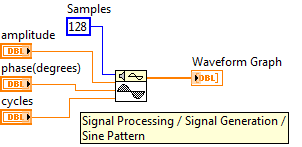 Samples
128
amplitude
DBL
phase(degrees)
DBL
cycles
DBL
Waveform Graph
DBL
Signal Processing / Signal Generation /
Sine Pattern